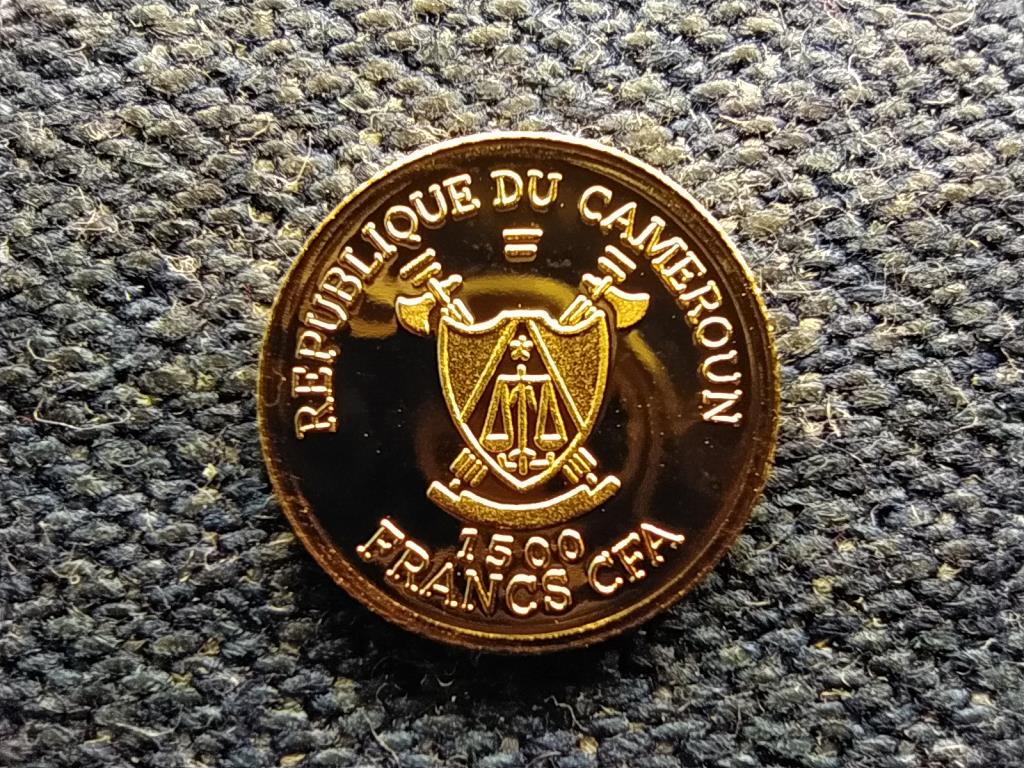 REPUBLIQUE DU CAMEROUN
1500
FRANCS CFA